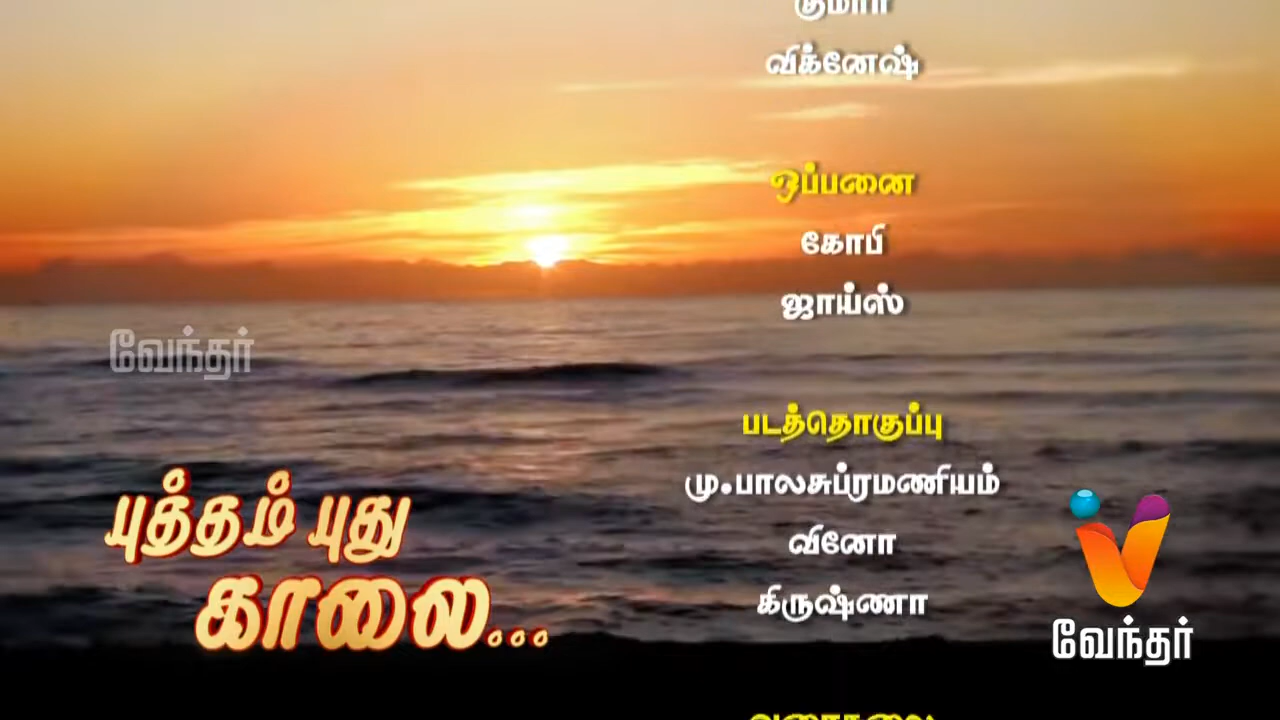 குமார்
விக்னேஷ்
ஒப்பனை
கோபி
ஜாய்ஸ்
படத்தொகுப்பு
மு.பாலசுப்ரமணியம்
வினோ
கிருஷ்ணா
வேந்தர்
புத்தம் புது
காலை...
வேந்தர்